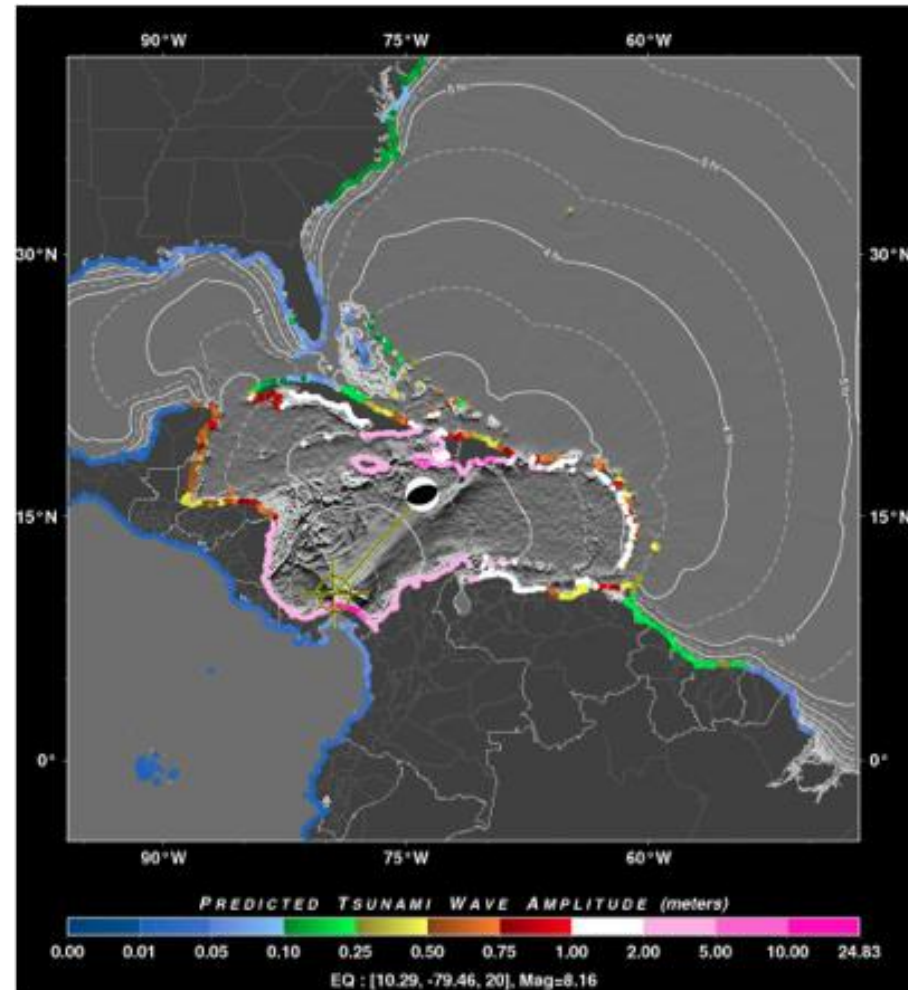 90°W 75°W 60°W
30°N 30°N
15°N 15°N
0° 0°
90°W 75°W 60°W
PREDICTED TSUNAMI WAVE AMPLITUDE (meters)
0.00 0.01 0.05 0.10 0.25 0.50 0.75 1.00 2.00 5.00 10.00 24.83
EQ : [10.29, -79.46, 20], Mag=8.16